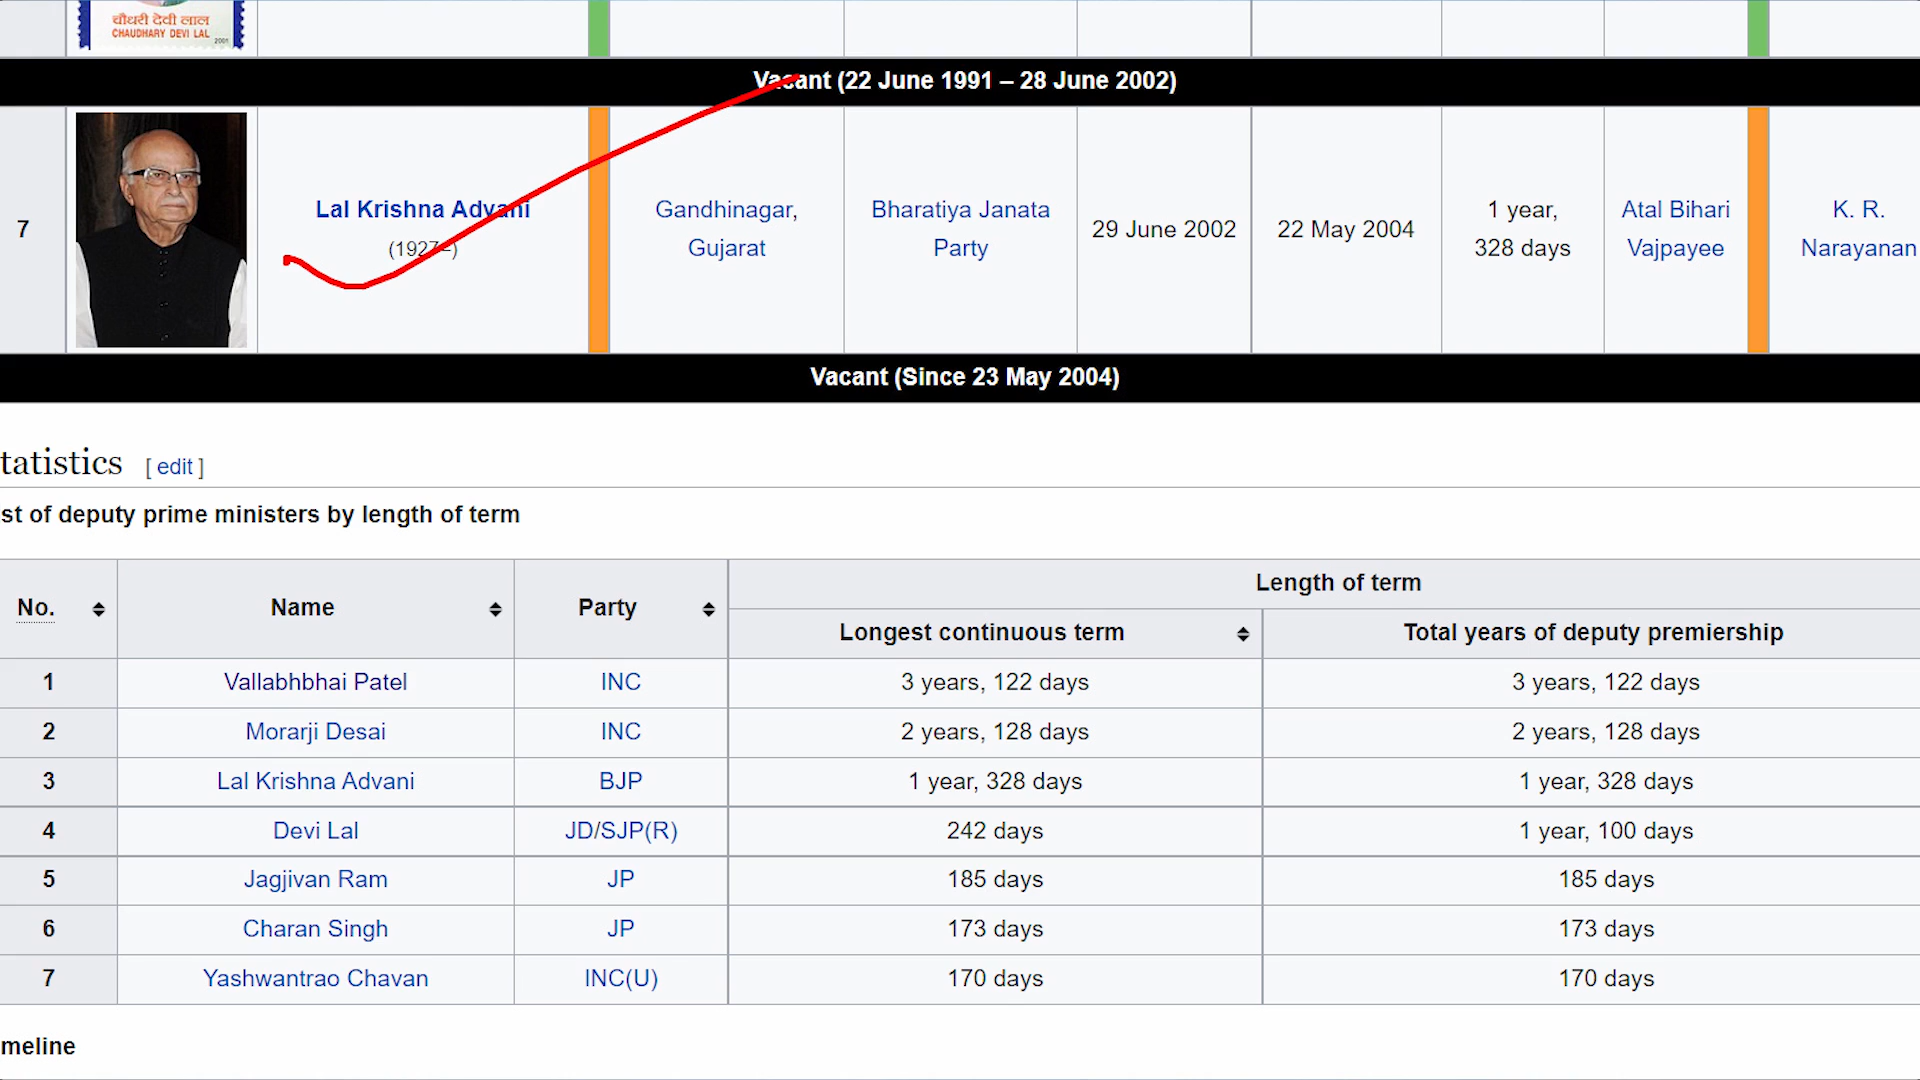 चौधरी देवी लाल
CHAUDHARY DEVI LAL
2001
Vacant (22 June 1991 – 28 June 2002)
7
Lal Krishna Advani
(1927–)
Gandhinagar,
Gujarat
Bharatiya Janata
Party
29 June 2002
22 May 2004
1 year,
328 days
Atal Bihari
Vajpayee
K. R.
Narayanan
Vacant (Since 23 May 2004)
tatistics [ edit ]
st of deputy prime ministers by length of term
No. Name Party Length of term
Longest continuous term Total years of deputy premiership
1 Vallabhbhai Patel INC 3 years, 122 days 3 years, 122 days
2 Morarji Desai INC 2 years, 128 days 2 years, 128 days
3 Lal Krishna Advani BJP 1 year, 328 days 1 year, 328 days
4 Devi Lal JD/SJP(R) 242 days 1 year, 100 days
5 Jagjivan Ram JP 185 days 185 days
6 Charan Singh JP 173 days 173 days
7 Yashwantrao Chavan INC(U) 170 days 170 days
meline